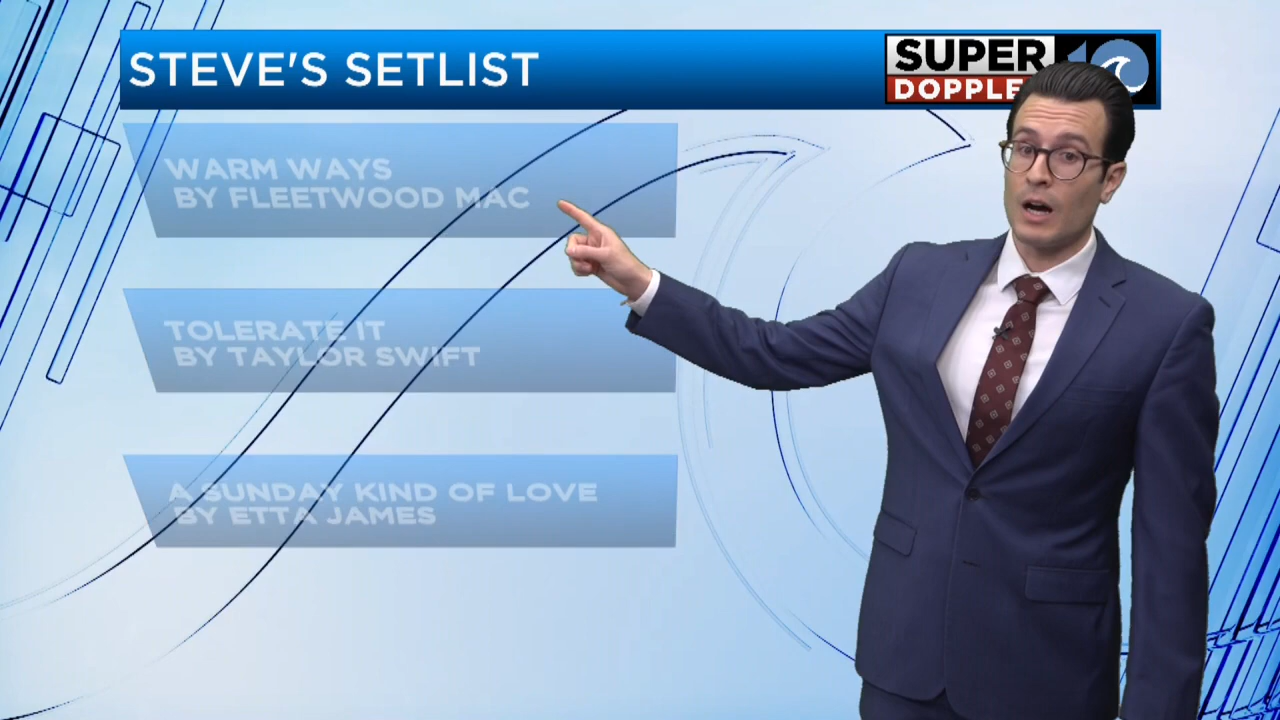 STEVE'S SETLIST
SUPER
DOPPLE
10
WARM WAYS
BY FLEETWOOD MAC
TOLERATE IT
BY TAYLOR SWIFT
A SUNDAY KIND OF LOVE
BY ETTA JAMES